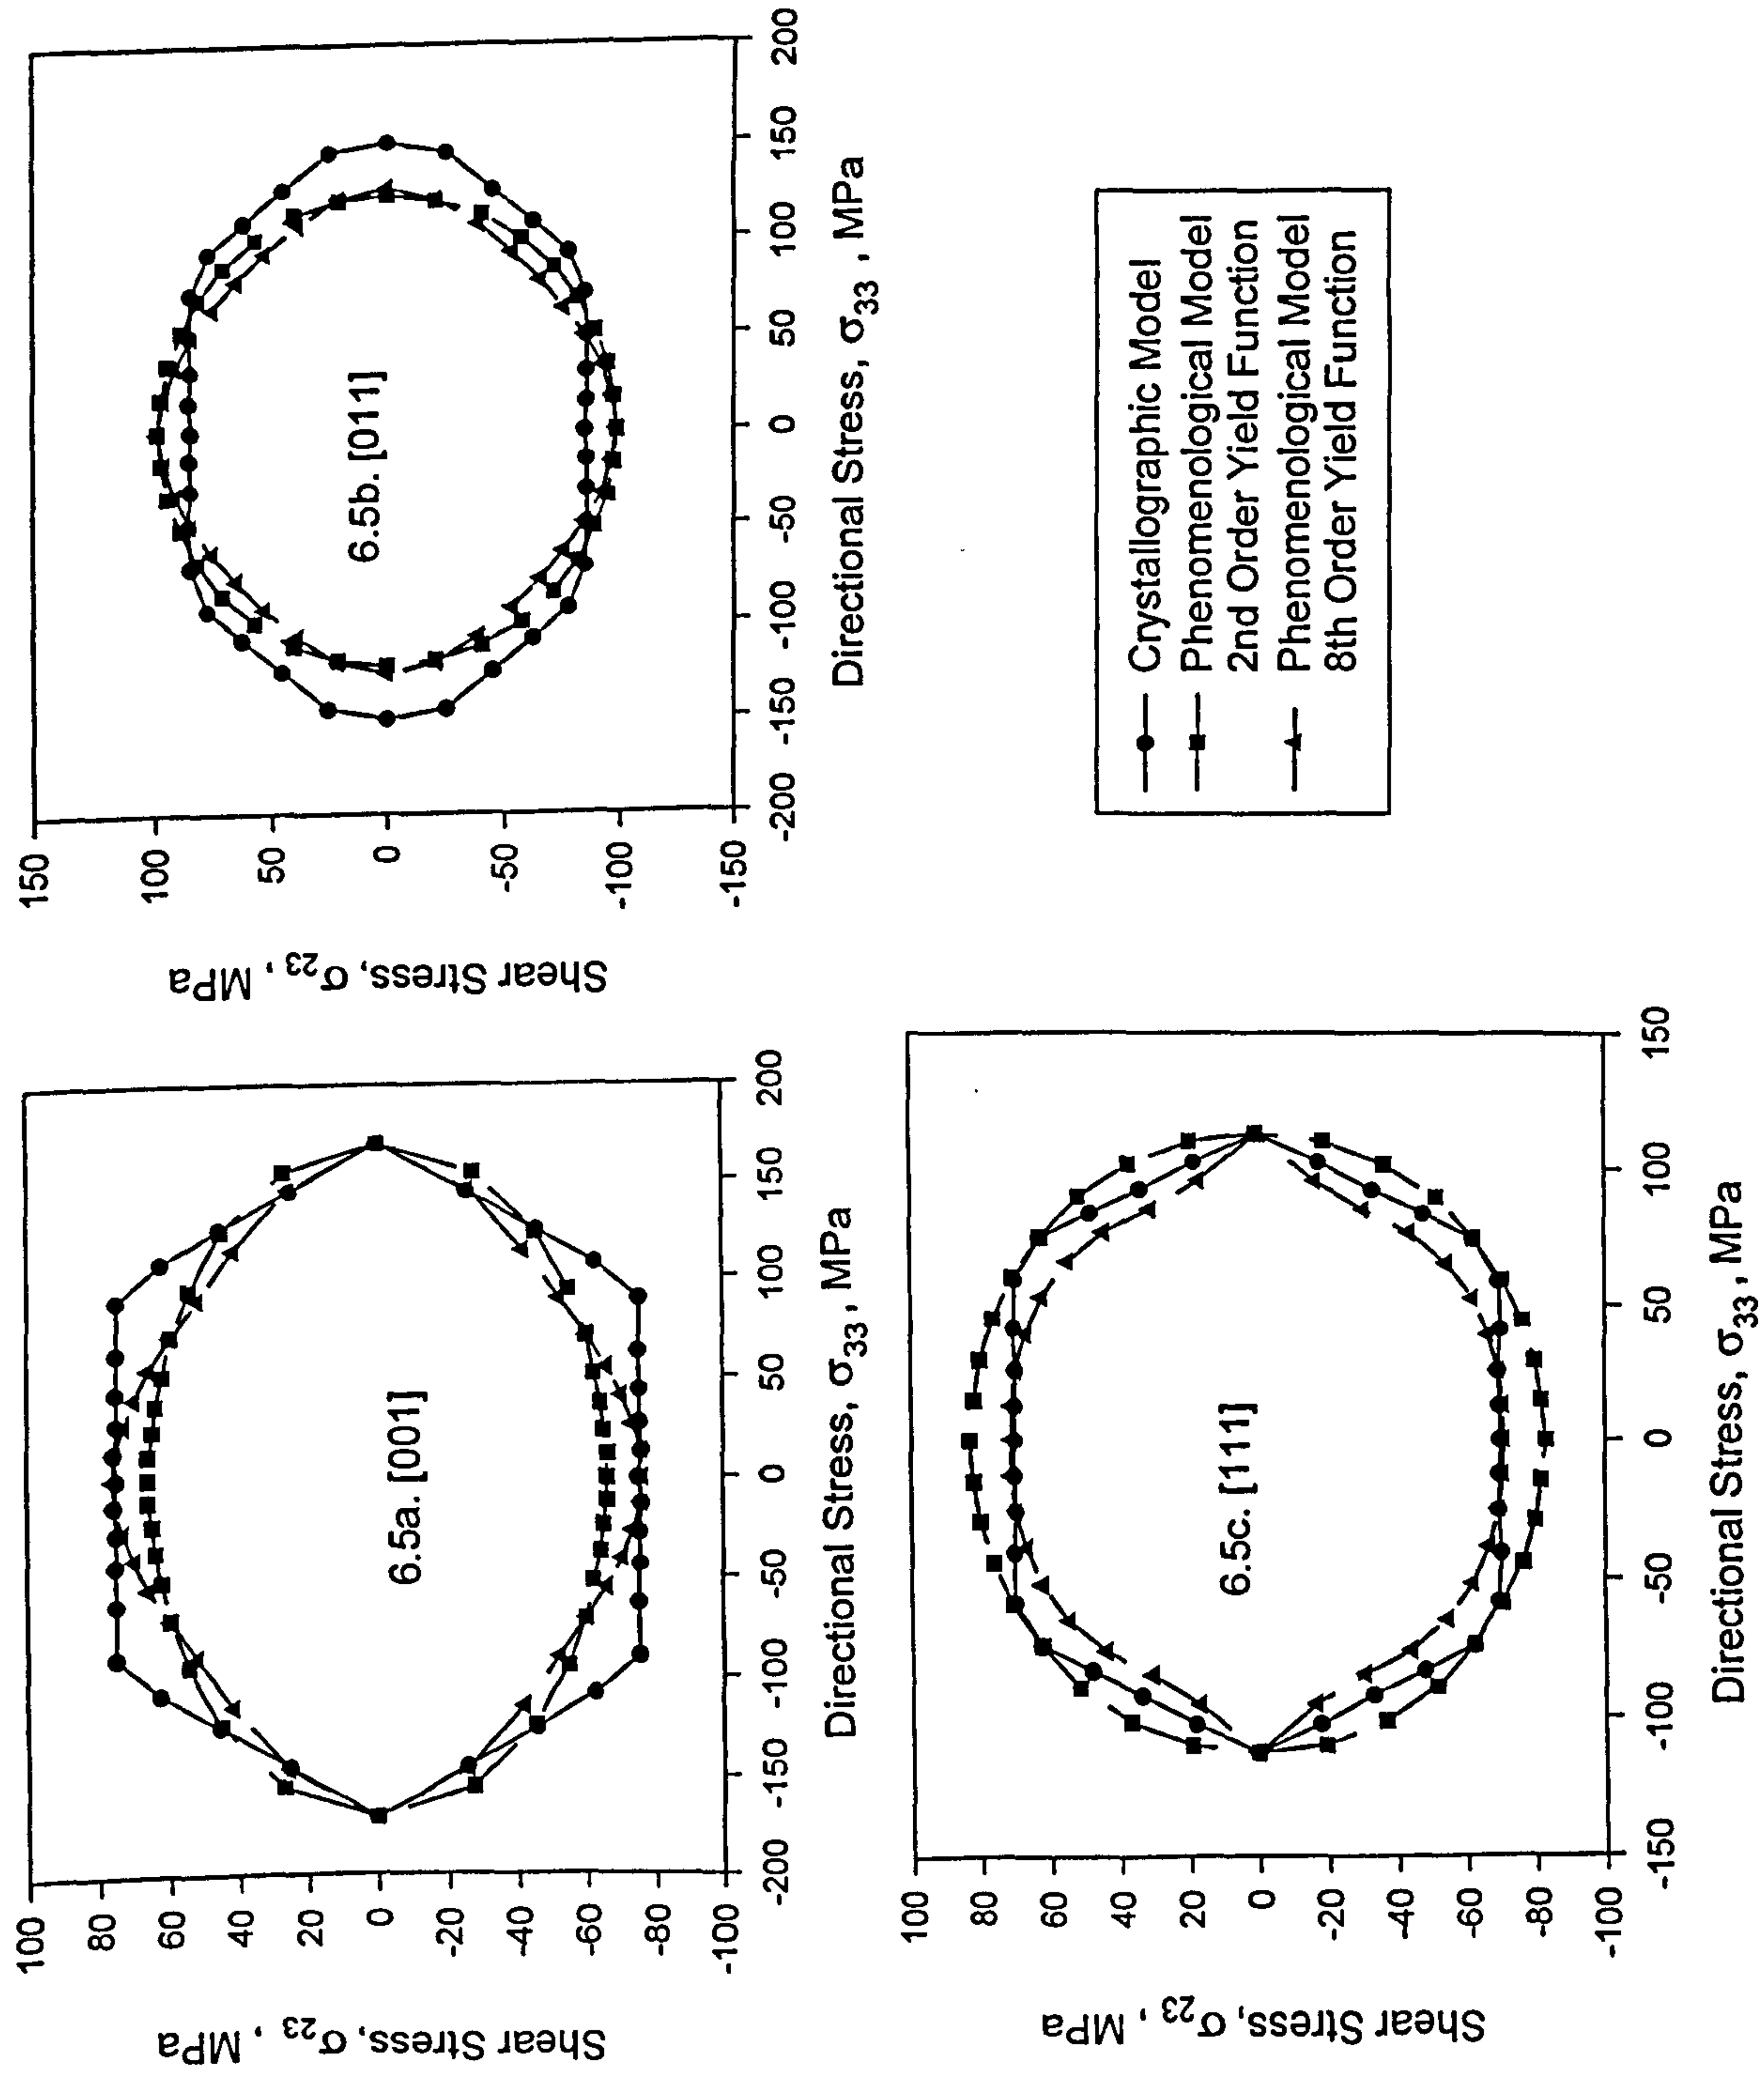 Shear Stress, σ23 , MPa
100
80
60
40
20
0
-20
-40
-60
-80
-100
6.5a. [001]
-200 -150 -100 -50 0 50 100 150 200
Directional Stress, σ33 , MPa
Shear Stress, σ23 , MPa
150
100
50
0
-50
-100
-150
6.5b. [011]
-200 -150 -100 -50 0 50 100 150 200
Directional Stress, σ33 , MPa
Shear Stress, σ23 , MPa
100
80
60
40
20
0
-20
-40
-60
-80
-100
6.5c. [111]
-150 -100 -50 0 50 100 150
Directional Stress, σ33 , MPa
Crystallographic Model
Phenomenological Model
2nd Order Yield Function
Phenomenological Model
8th Order Yield Function